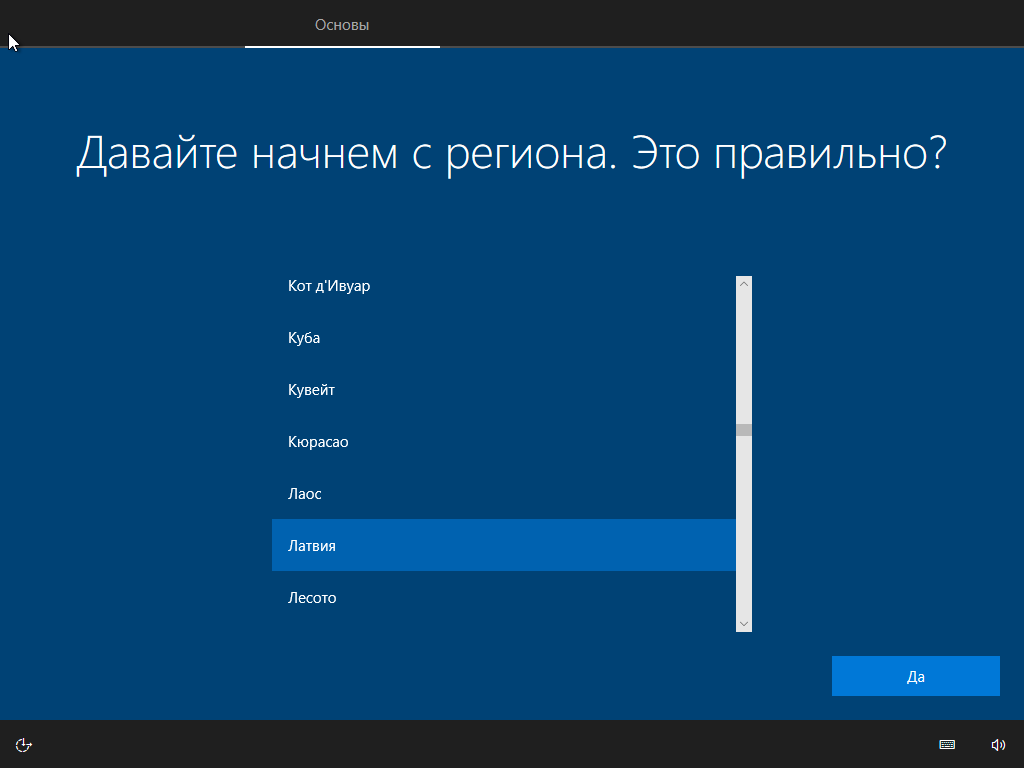 Основы
Давайте начнем с региона. Это правильно?
Кот д'Ивуар
Куба
Кувейт
Кюрасао
Лаос
Латвия
Лесото
Да